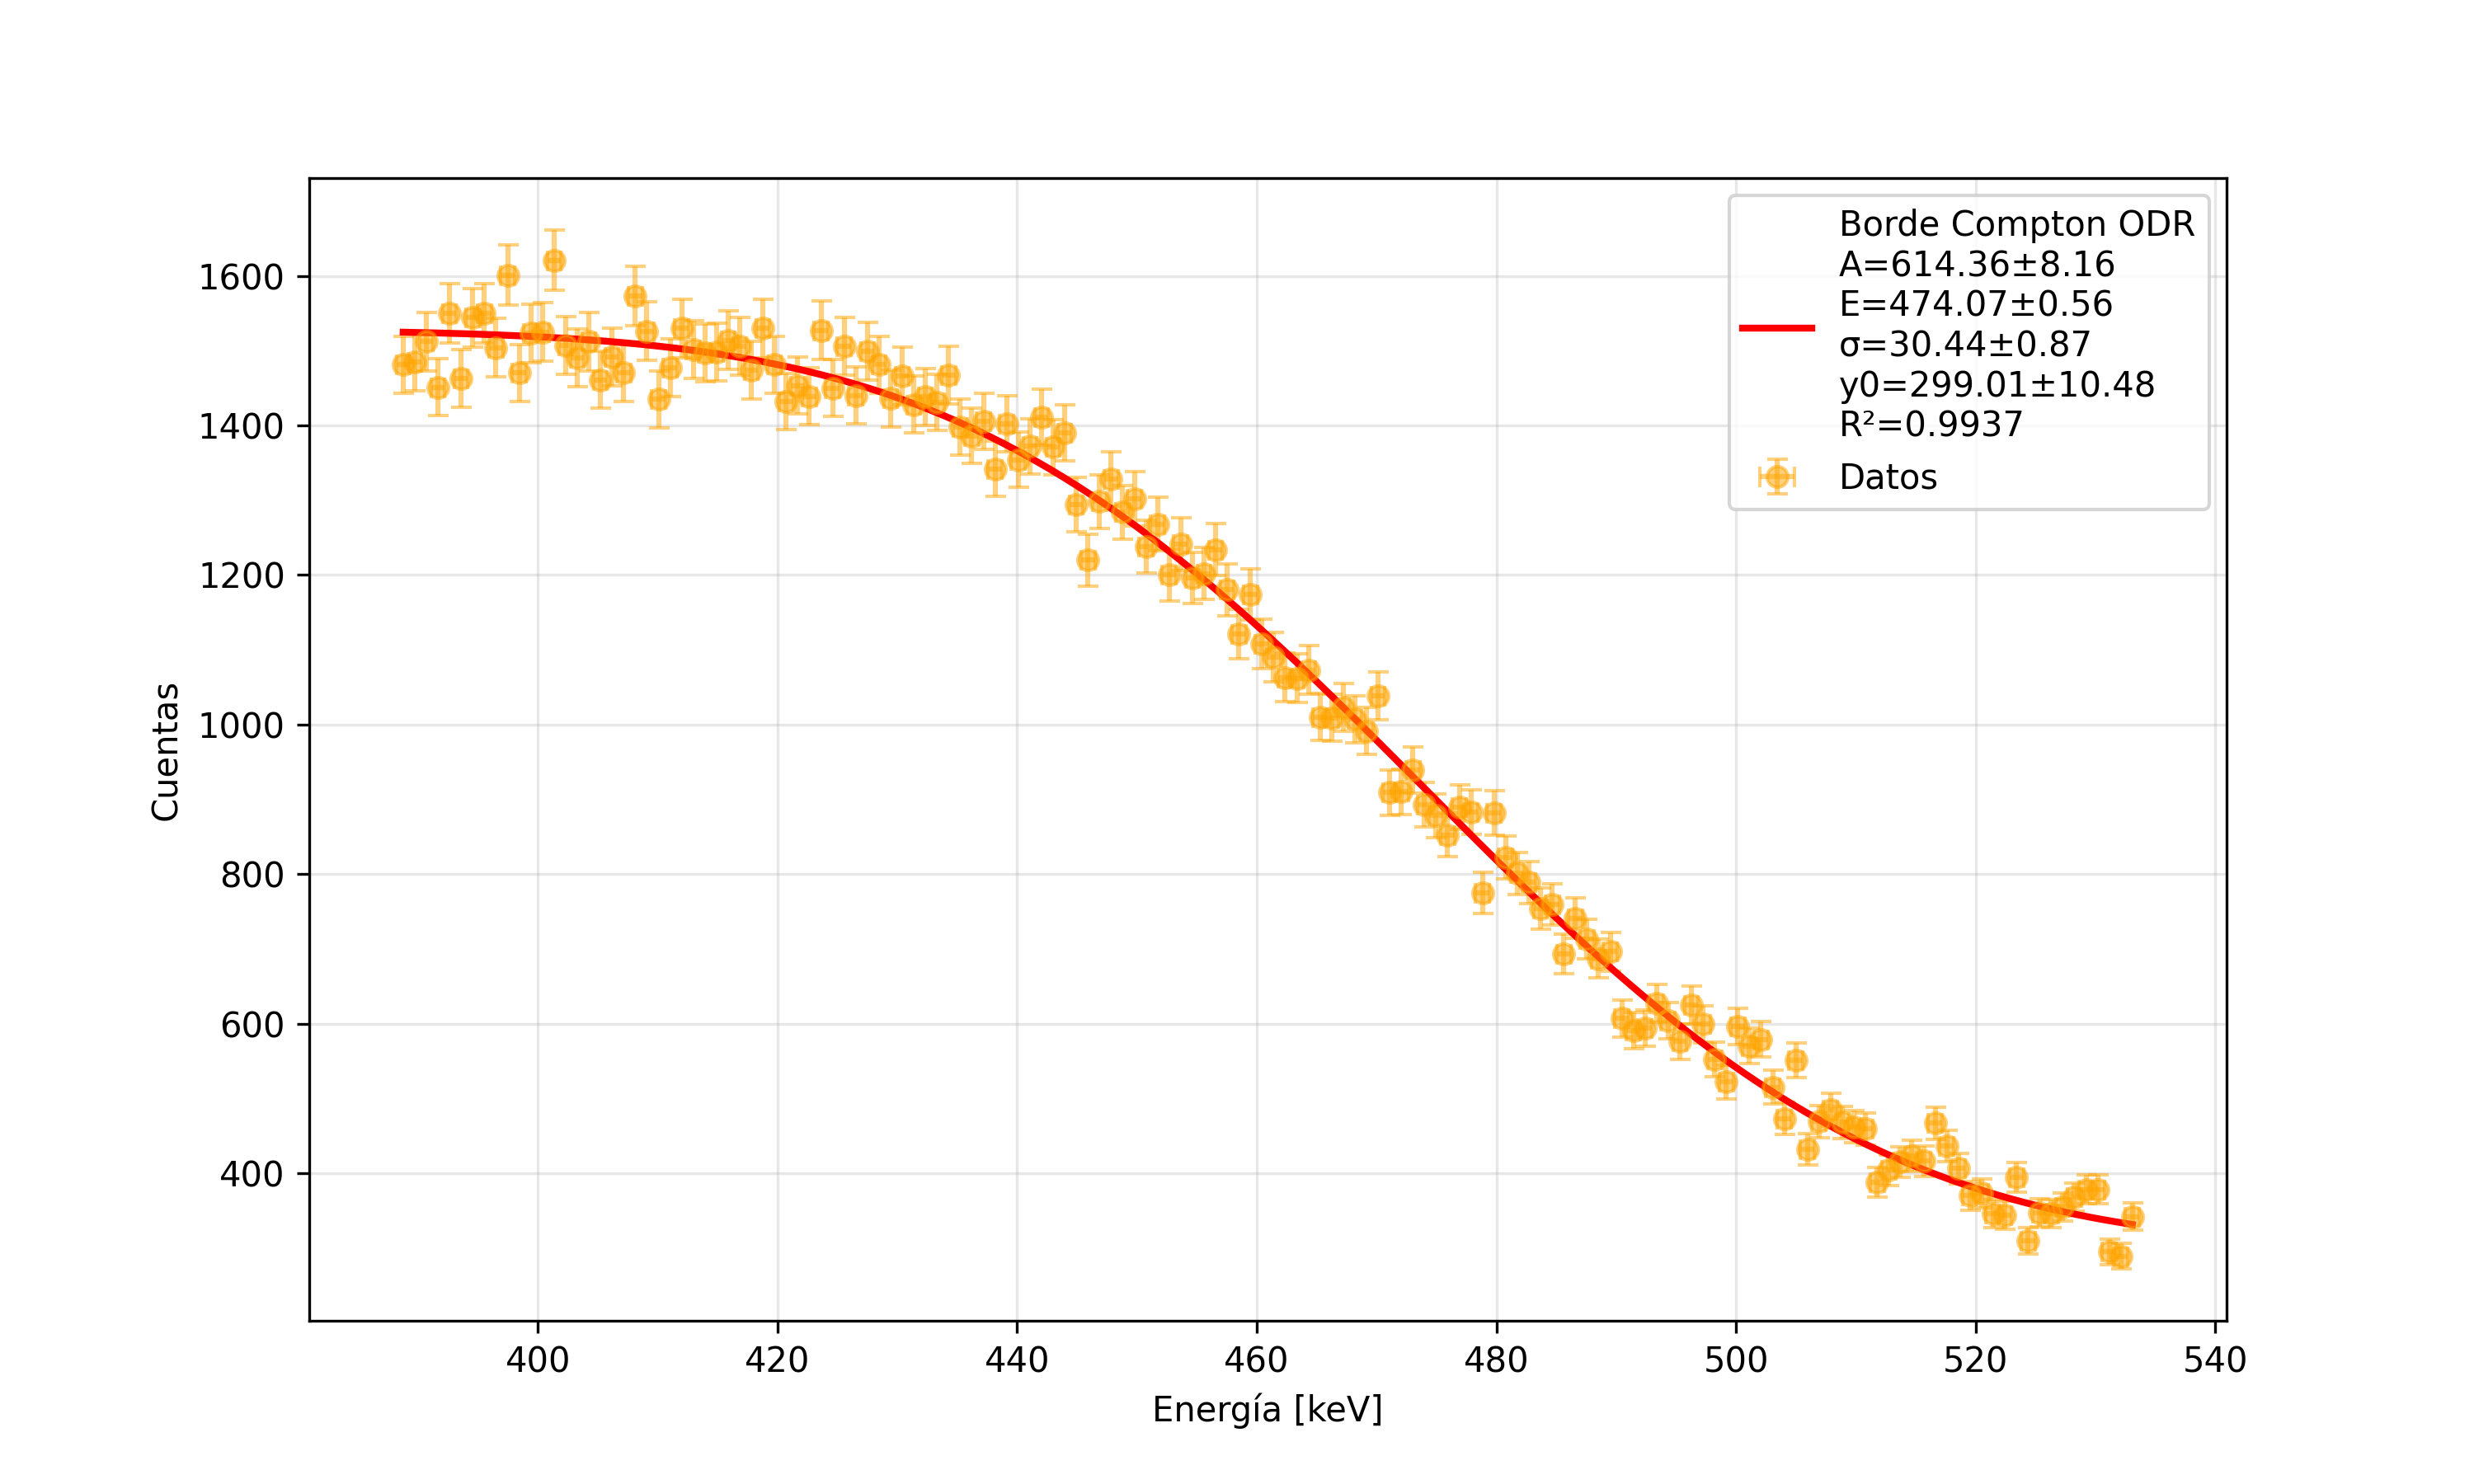 Borde Compton ODR
A=614.36±8.16
E=474.07±0.56
σ=30.44±0.87
y0=299.01±10.48
R²=0.9937
Datos
1600
1400
1200
1000
800
600
400
Cuentas
400 420 440 460 480 500 520 540
Energía [keV]